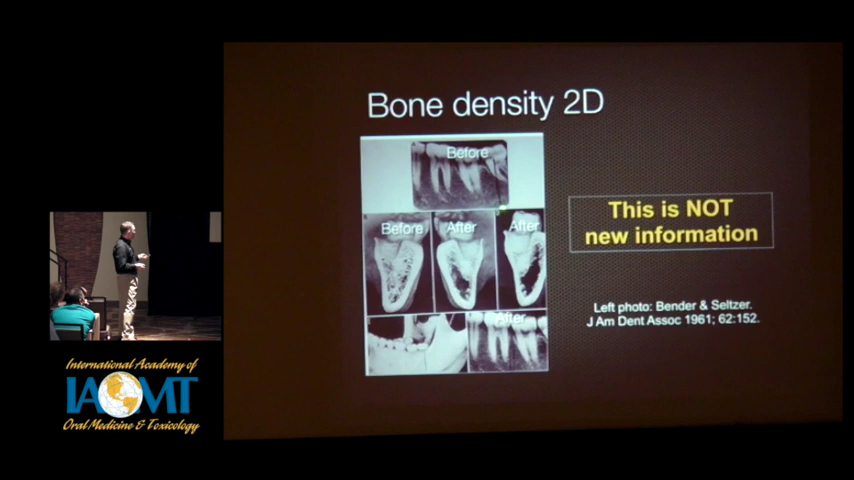 Bone density 2D
Before
Before
After
After
After
This is NOT
new information
Left photo: Bender & Seltzer.
J Am Dent Assoc 1961; 62:152.
International Academy of
IAOMT
Oral Medicine & Toxicology